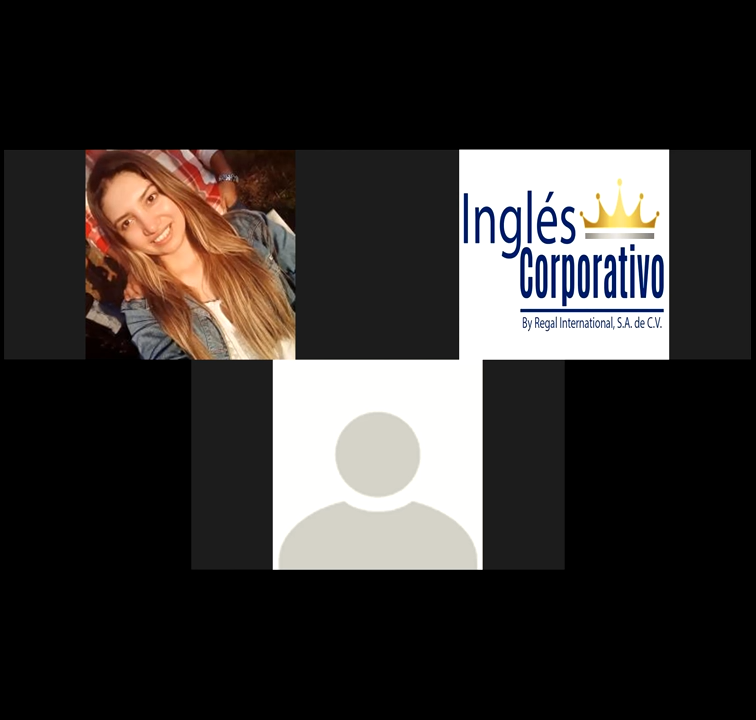 Inglés
Corporativo
By Regal International, S.A. de C.V.